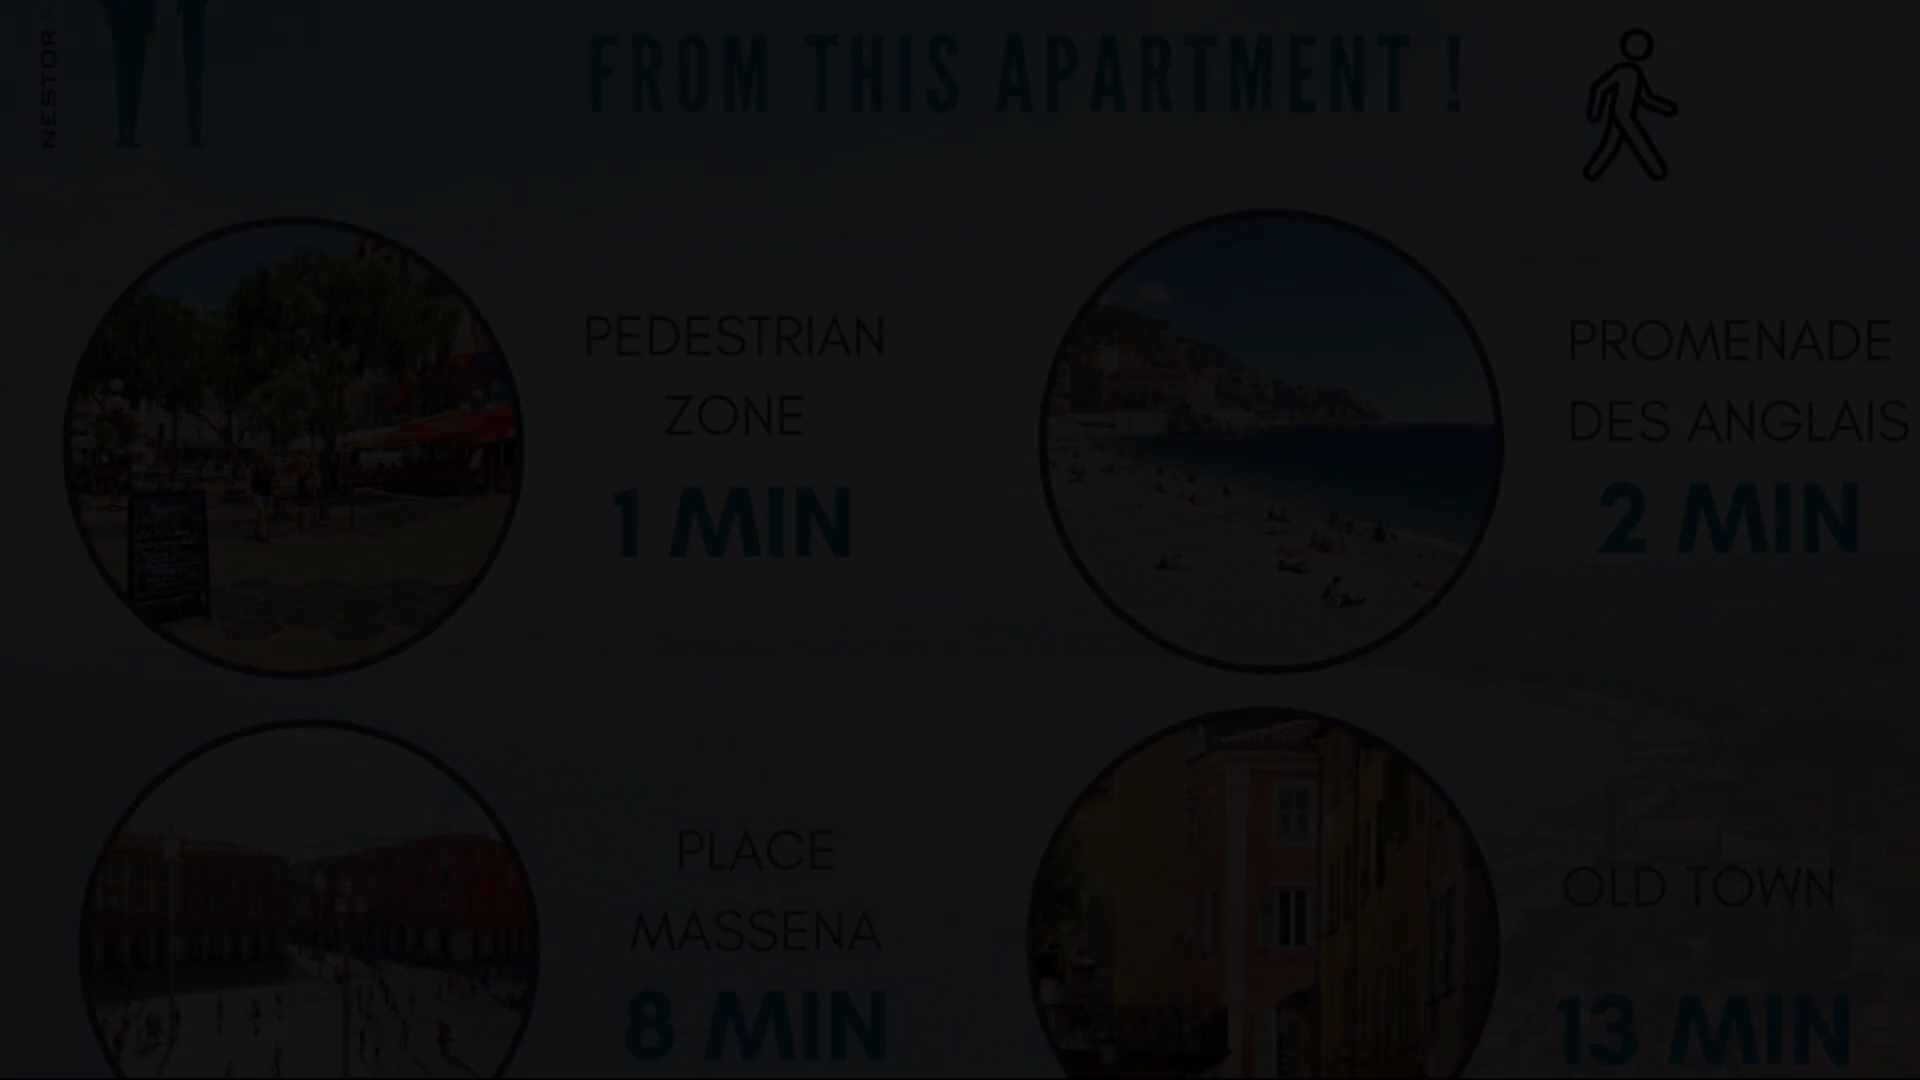 NESTOR
FROM THIS APARTMENT !
PEDESTRIAN
ZONE
1 MIN
PROMENADE
DES ANGLAIS
2 MIN
PLACE
MASSENA
8 MIN
OLD TOWN
13 MIN